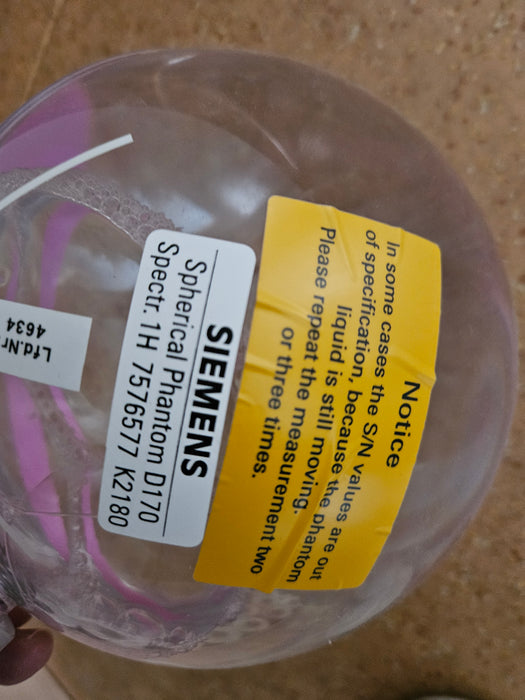 Notice
In some cases the S/N values are out
of specification, because the phantom
liquid is still moving.
Please repeat the measurement two
or three times.
SIEMENS
Spherical Phantom D170
Spectr. 1H 7576577 K2180
Lfd.Nr
4634